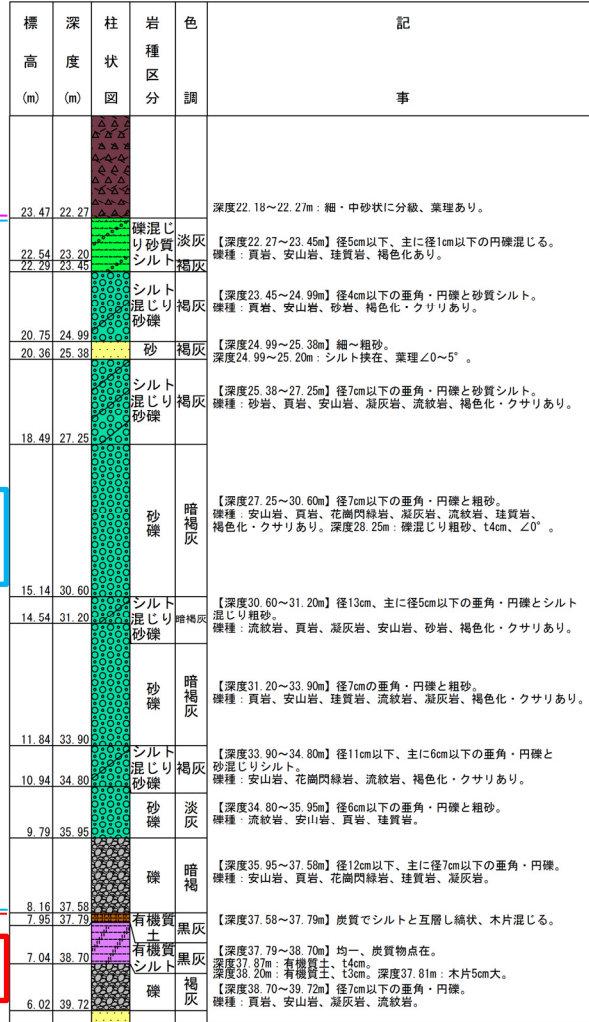 標高(m) 深度(m) 柱状図 岩種区分 色調 記事
23.47 22.27
深度22.18～22.27m：細・中砂状に分級、葉理あり。
22.54 23.20
22.29 23.45
礫混じり砂質シルト
淡灰
褐灰
【深度22.27～23.45m】径5cm以下、主に径1cm以下の円礫混じる。
礫種：頁岩、安山岩、珪質岩、褐色化あり。
20.75 24.99
シルト混じり砂礫
褐灰
【深度23.45～24.99m】径4cm以下の亜角・円礫と砂質シルト。
礫種：頁岩、安山岩、砂岩、褐色化・クサリあり。
20.36 25.38
砂
褐灰
【深度24.99～25.38m】細～粗砂。
深度24.99～25.20m：シルト挟在、葉理∠0～5°。
18.49 27.25
シルト混じり砂礫
褐灰
【深度25.38～27.25m】径7cm以下の亜角・円礫と砂質シルト。
礫種：砂岩、頁岩、安山岩、凝灰岩、流紋岩、褐色化・クサリあり。
15.14 30.60
砂礫
暗褐灰
【深度27.25～30.60m】径7cm以下の亜角・円礫と粗砂。
礫種：安山岩、頁岩、花崗閃緑岩、凝灰岩、流紋岩、珪質岩、
褐色化・クサリあり。深度28.25m：礫混じり粗砂、t4cm、∠0°。
14.54 31.20
シルト混じり砂礫
暗褐灰
【深度30.60～31.20m】径13cm、主に径5cm以下の亜角・円礫とシルト
混じり粗砂。
礫種：流紋岩、頁岩、凝灰岩、安山岩、砂岩、褐色化・クサリあり。
11.84 33.90
砂礫
暗褐灰
【深度31.20～33.90m】径7cmの亜角・円礫と粗砂。
礫種：頁岩、安山岩、珪質岩、流紋岩、凝灰岩、褐色化・クサリあり。
10.94 34.80
シルト混じり砂礫
褐灰
【深度33.90～34.80m】径11cm以下、主に6cm以下の亜角・円礫と
砂混じりシルト。
礫種：安山岩、花崗閃緑岩、流紋岩、褐色化・クサリあり。
9.79 35.95
砂礫
淡灰
【深度34.80～35.95m】径6cm以下の亜角・円礫と粗砂。
礫種：流紋岩、安山岩、頁岩、珪質岩。
8.16 37.58
礫
暗褐
【深度35.95～37.58m】径12cm以下、主に径7cm以下の亜角・円礫。
礫種：安山岩、頁岩、花崗閃緑岩、珪質岩、凝灰岩。
7.95 37.79
有機質土
黒灰
【深度37.58～37.79m】炭質でシルトと互層し縞状、木片混じる。
7.04 38.70
有機質シルト
黒灰
【深度37.79～38.70m】均一、炭質物点在。
深度37.87m：有機質土、t4cm。
深度38.20m：有機質土、t3cm。深度37.81m：木片5cm大。
6.02 39.72
礫
褐灰
【深度38.70～39.72m】径7cm以下の亜角・円礫。
礫種：頁岩、安山岩、凝灰岩、流紋岩。